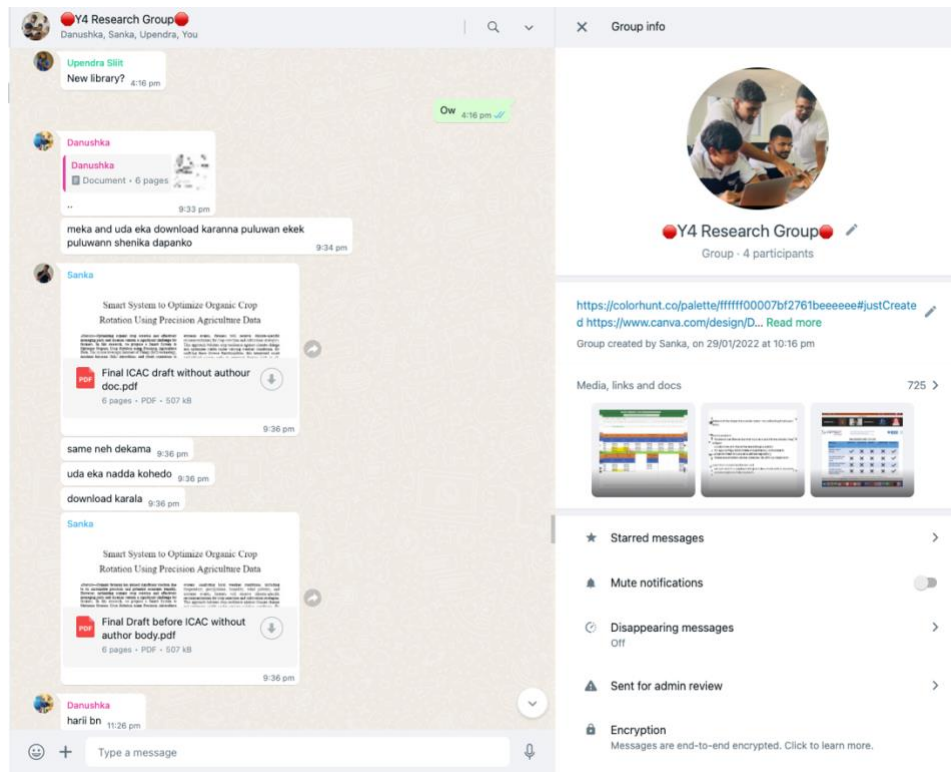 🔴Y4 Research Group🔴
Danushka, Sanka, Upendra, You
Upendra Sliit
New library? 4:16 pm
Ow 4:16 pm
Danushka
Danushka
Document • 6 pages
..
9:33 pm
meka and uda eka download karanna puluwan ekek
puluwann shenika dapanko 9:34 pm
Sanka
Smart System to Optimize Organic Crop
Rotation Using Precision Agriculture Data
PDF
Final ICAC draft without authour
doc.pdf
6 pages • PDF • 507 kB
9:36 pm
same neh dekama 9:36 pm
uda eka nadda kohedo 9:36 pm
download karala 9:36 pm
Sanka
Smart System to Optimize Organic Crop
Rotation Using Precision Agriculture Data
PDF
Final Draft before ICAC without
author body.pdf
6 pages • PDF • 507 kB
9:36 pm
Danushka
harii bn 11:26 pm
Type a message
Group info
🔴Y4 Research Group🔴
Group · 4 participants
https://colorhunt.co/palette/ffffff00007bf2761beeeeee#justCreate
d https://www.canva.com/design/D... Read more
Group created by Sanka, on 29/01/2022 at 10:16 pm
Media, links and docs 725
Starred messages
Mute notifications
Disappearing messages
Off
Sent for admin review
Encryption
Messages are end-to-end encrypted. Click to learn more.